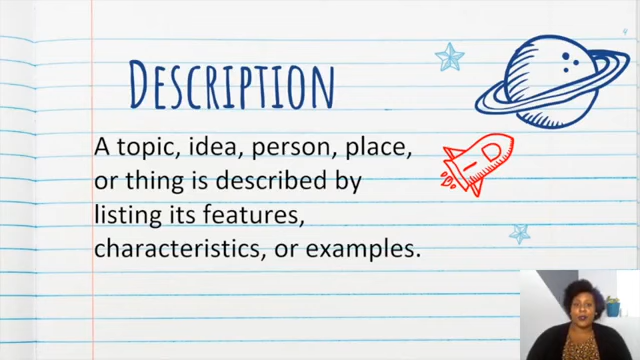 DESCRIPTION
A topic, idea, person, place,
or thing is described by
listing its features,
characteristics, or examples.